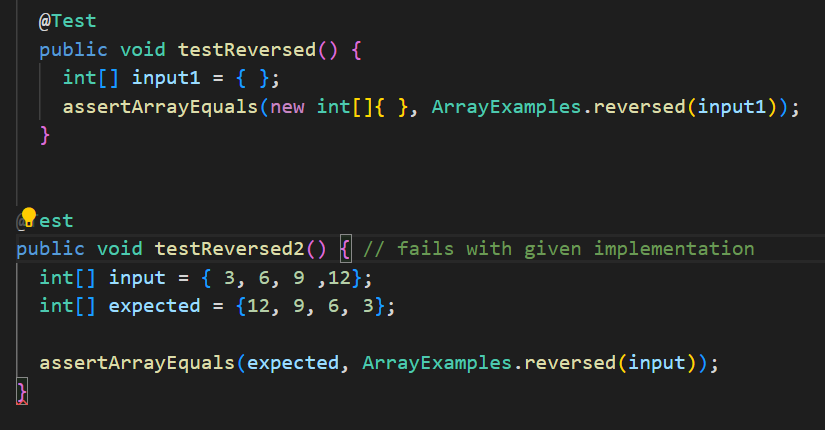 @Test
public void testReversed() {
int[] input1 = { };
assertArrayEquals(new int[]{ }, ArrayExamples.reversed(input1));
}
@Test
public void testReversed2() { // fails with given implementation
int[] input = { 3, 6, 9 ,12};
int[] expected = {12, 9, 6, 3};
assertArrayEquals(expected, ArrayExamples.reversed(input));
}